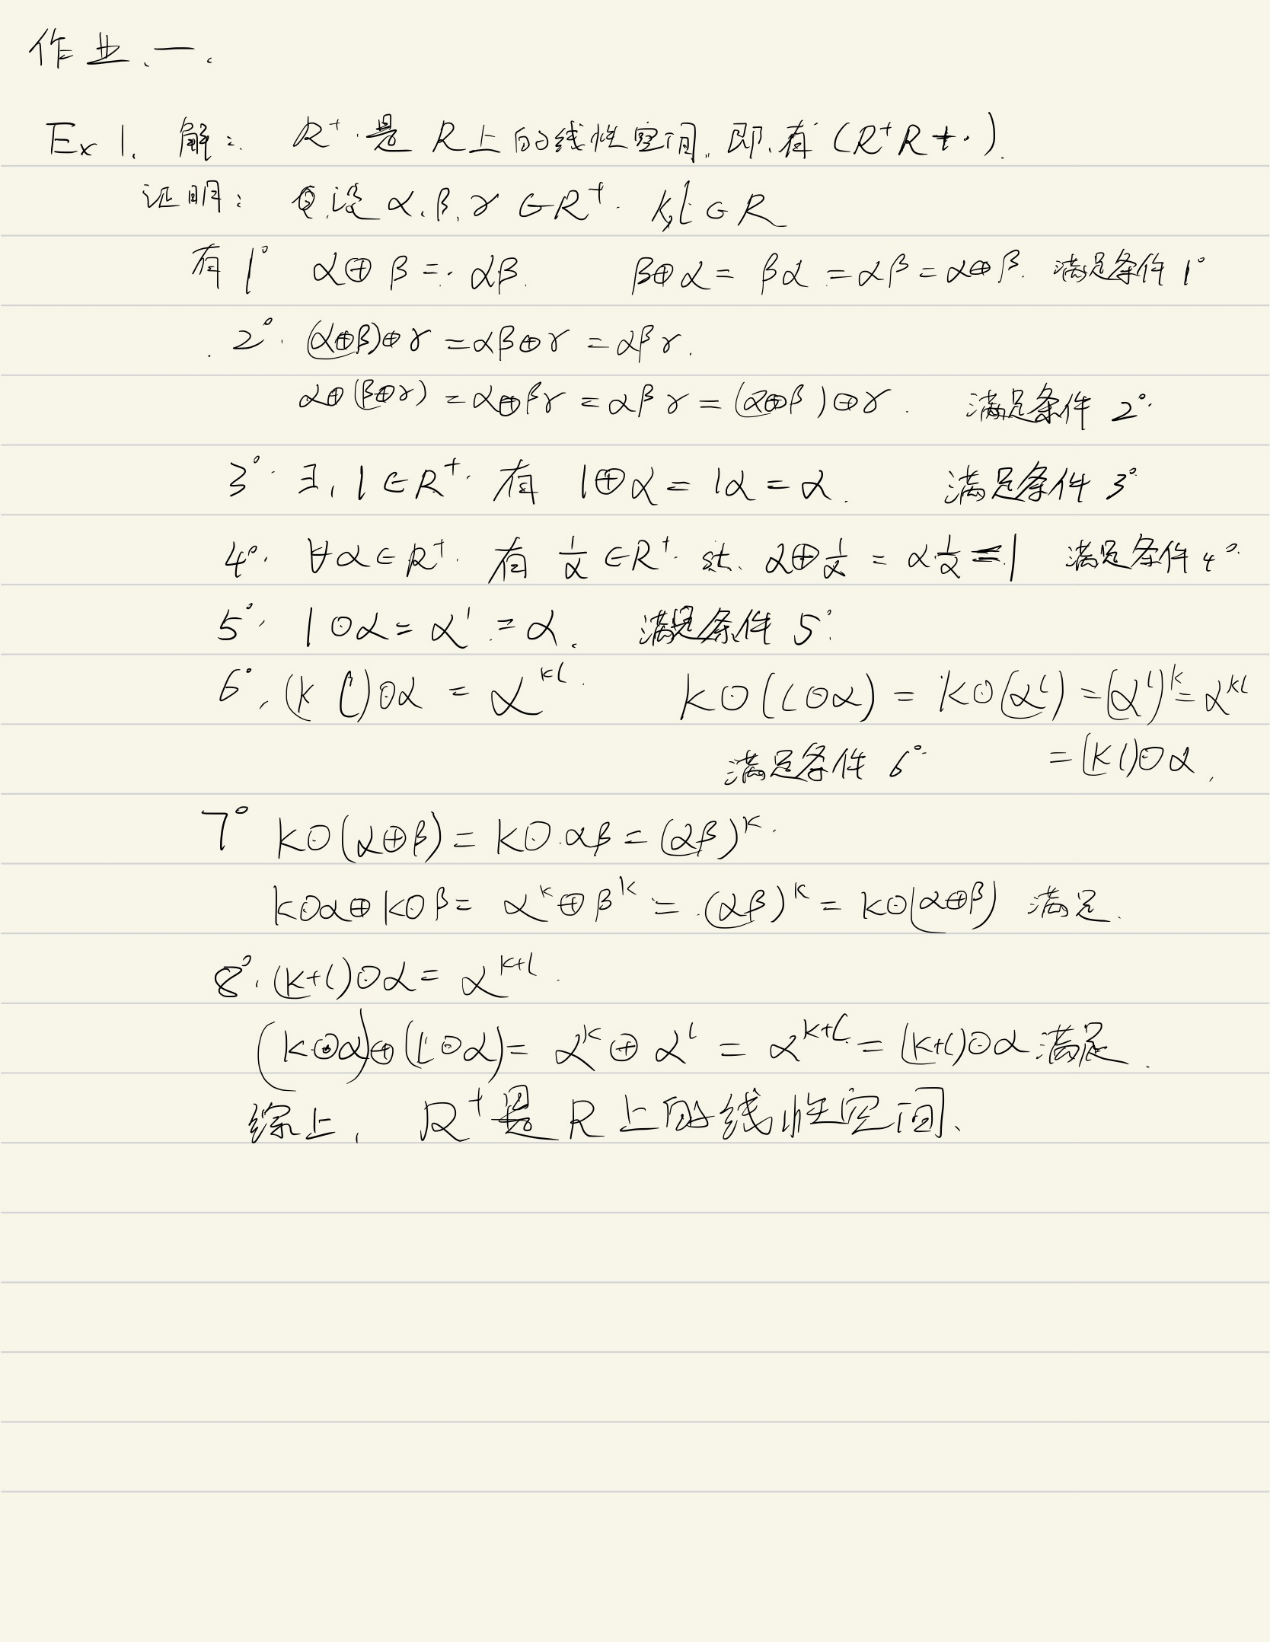 作业.一.
Ex 1. 解: R⁺是R上的线性空间.即.有(R⁺ R + ·).
证明: 设α.β.γ∈R⁺. k,l∈R
有1° α⊕β=αβ. β⊕α=βα=αβ=α⊕β. 满足条件1°
2°. (α⊕β)⊕γ=αβ⊕γ=αβγ.
α⊕(β⊕γ)=α⊕βγ=αβγ=(α⊕β)⊕γ. 满足条件2°.
3°. ∃.1∈R⁺. 有 1⊕α=1α=α. 满足条件3°
4°. ∀α∈R⁺. 有 1/α∈R⁺. st. α⊕1/α=α1/α=1 满足条件4°.
5°. 1⊙α=α¹=α. 满足条件5°.
6°. (kl)⊙α=α^{kl}. k⊙(l⊙α)=k⊙(α^l)=(α^l)^k=α^{kl}
满足条件6°. =(kl)⊙α.
7° k⊙(α⊕β)=k⊙αβ=(αβ)^k.
k⊙α⊕k⊙β=α^k⊕β^k=(αβ)^k=k⊙(α⊕β) 满足.
8°. (k+l)⊙α=α^{k+l}.
(k⊙α)⊕(l⊙α)=α^k⊕α^l=α^{k+l}=(k+l)⊙α 满足.
综上, R⁺是R上的线性空间.